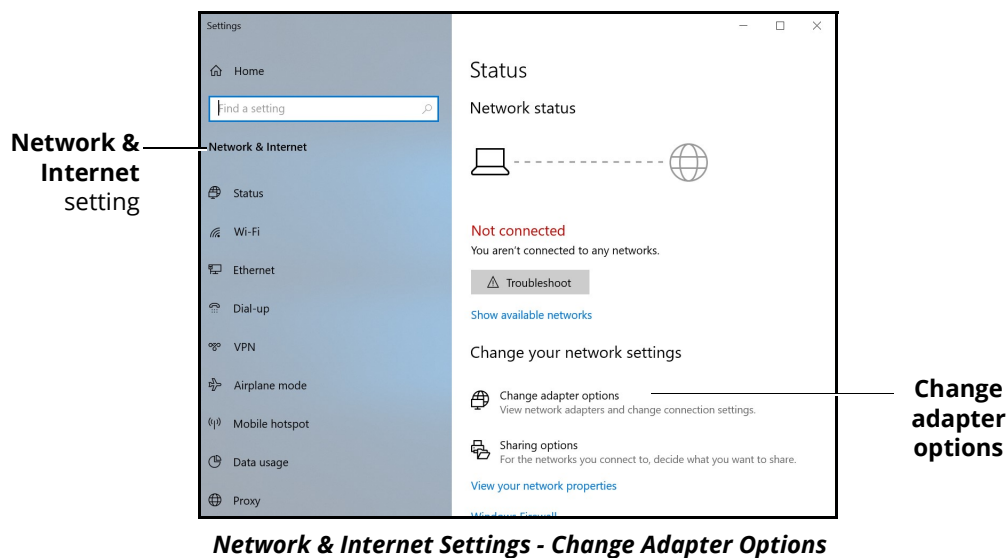 Settings
Home
Find a setting
Network & Internet
Status
Wi-Fi
Ethernet
Dial-up
VPN
Airplane mode
Mobile hotspot
Data usage
Proxy
Status
Network status
Not connected
You aren't connected to any networks.
Troubleshoot
Show available networks
Change your network settings
Change adapter options
View network adapters and change connection settings.
Sharing options
For the networks you connect to, decide what you want to share.
View your network properties
Windows Firewall
Network &
Internet
setting
Change
adapter
options
Network & Internet Settings - Change Adapter Options